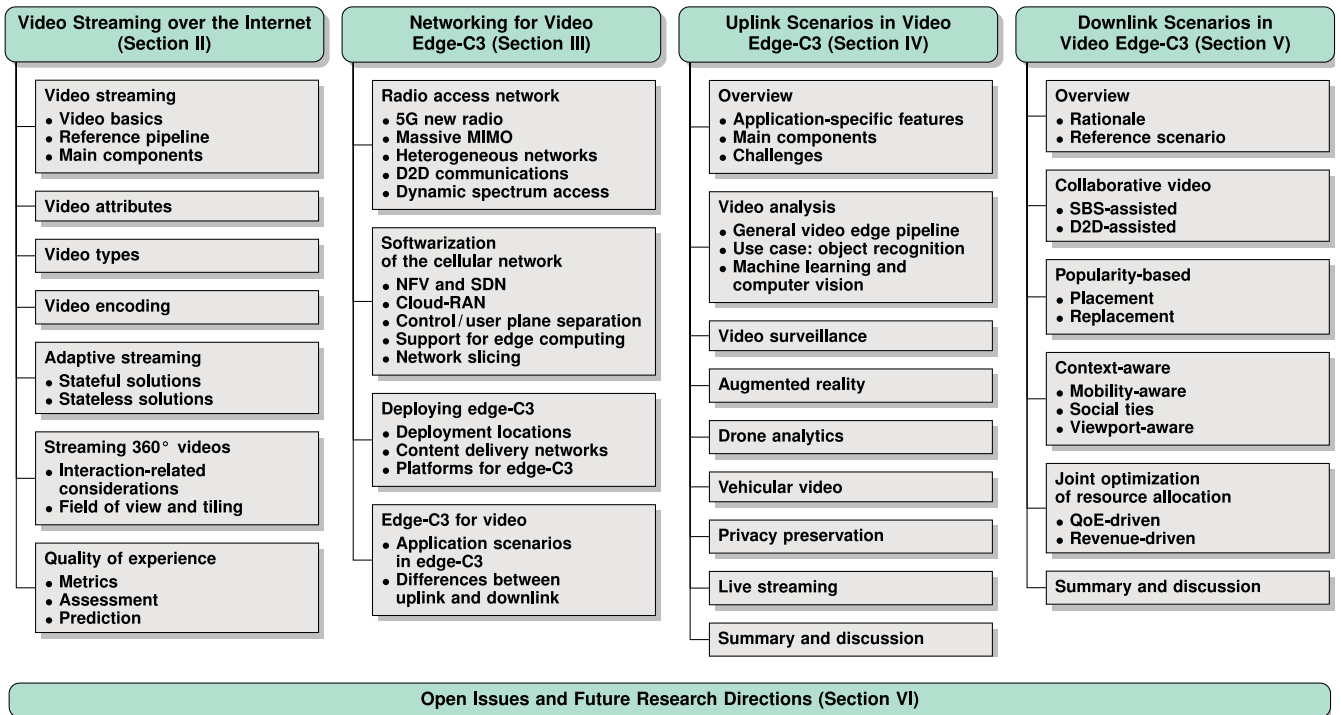 Video Streaming over the Internet
(Section II)
Video streaming
• Video basics
• Reference pipeline
• Main components
Video attributes
Video types
Video encoding
Adaptive streaming
• Stateful solutions
• Stateless solutions
Streaming 360° videos
• Interaction-related
considerations
• Field of view and tiling
Quality of experience
• Metrics
• Assessment
• Prediction
Networking for Video
Edge-C3 (Section III)
Radio access network
• 5G new radio
• Massive MIMO
• Heterogeneous networks
• D2D communications
• Dynamic spectrum access
Softwarization
of the cellular network
• NFV and SDN
• Cloud-RAN
• Control/user plane separation
• Support for edge computing
• Network slicing
Deploying edge-C3
• Deployment locations
• Content delivery networks
• Platforms for edge-C3
Edge-C3 for video
• Application scenarios
in edge-C3
• Differences between
uplink and downlink
Uplink Scenarios in Video
Edge-C3 (Section IV)
Overview
• Application-specific features
• Main components
• Challenges
Video analysis
• General video edge pipeline
• Use case: object recognition
• Machine learning and
computer vision
Video surveillance
Augmented reality
Drone analytics
Vehicular video
Privacy preservation
Live streaming
Summary and discussion
Downlink Scenarios in
Video Edge-C3 (Section V)
Overview
• Rationale
• Reference scenario
Collaborative video
• SBS-assisted
• D2D-assisted
Popularity-based
• Placement
• Replacement
Context-aware
• Mobility-aware
• Social ties
• Viewport-aware
Joint optimization
of resource allocation
• QoE-driven
• Revenue-driven
Summary and discussion
Open Issues and Future Research Directions (Section VI)